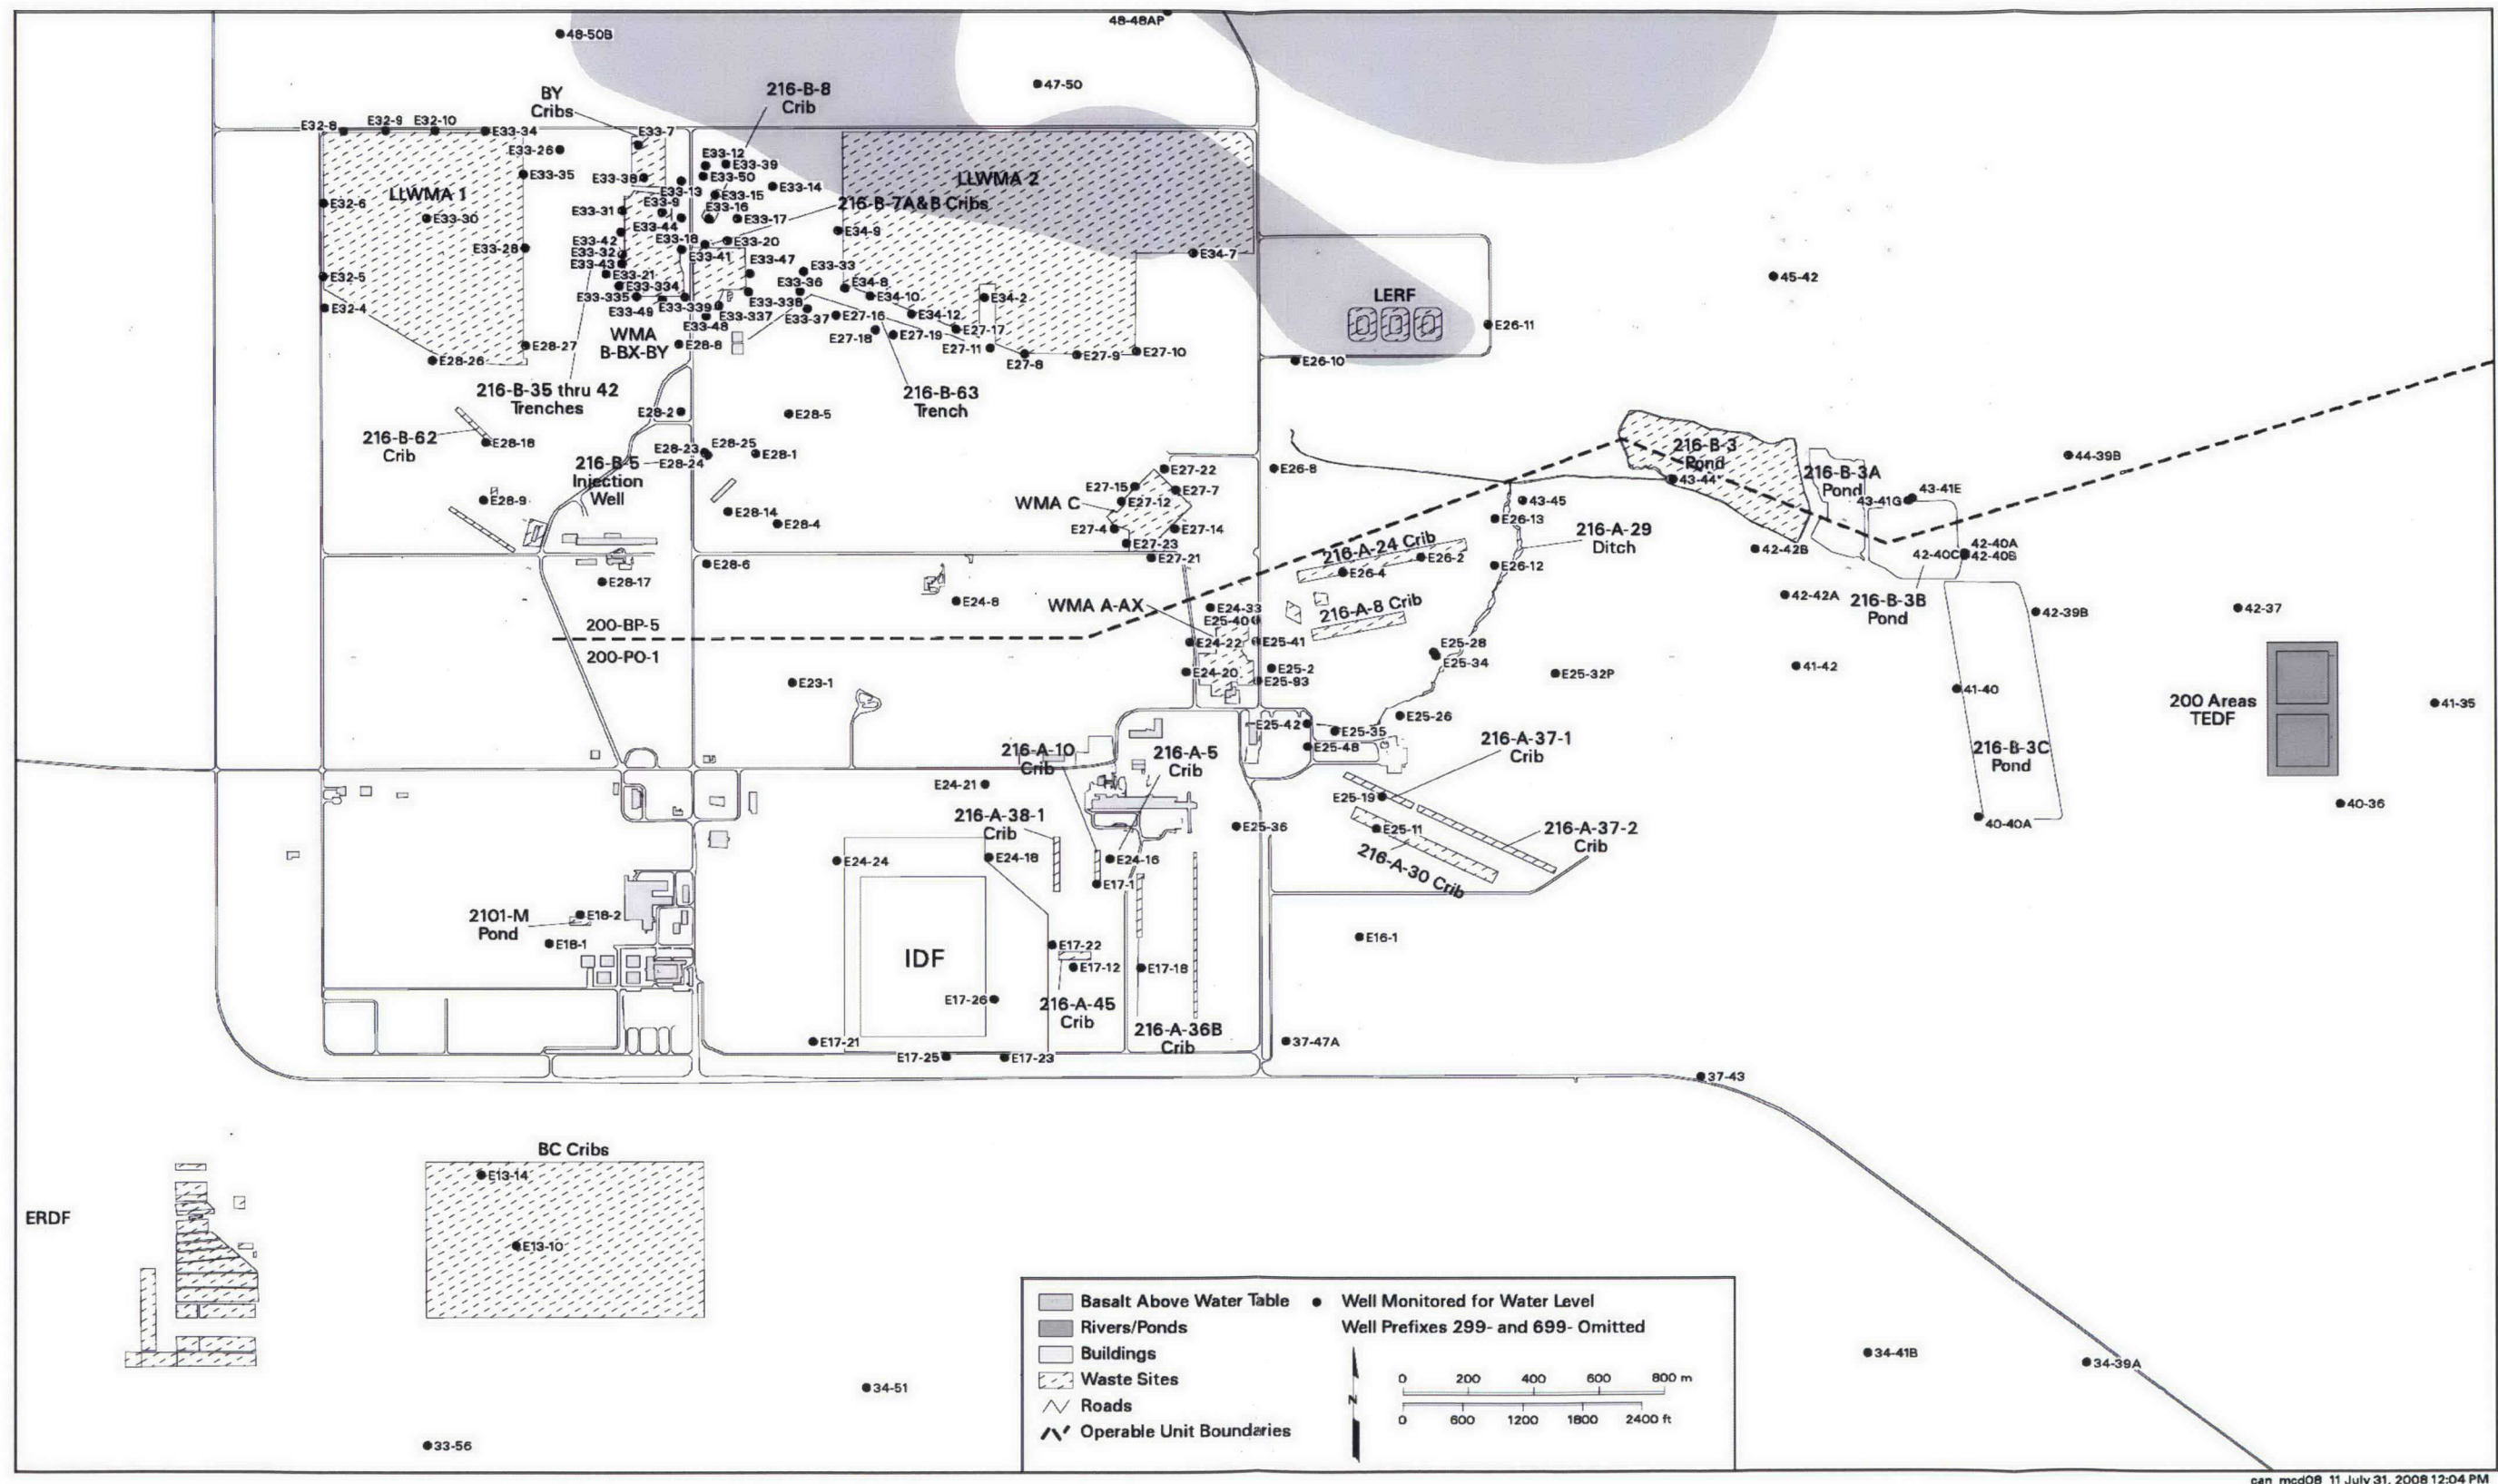 48-48AP
48-50B
47-50
BY
Cribs
216-B-8
Crib
E32-8
E32-9
E32-10
E33-34
E33-7
E33-26
E33-12
E33-39
E33-35
E33-38
E33-50
E33-14
LLWMA 1
LLWMA 2
E33-13
E33-15
E32-6
E33-9
E33-16
216-B-7A&B Cribs
E33-30
E33-31
E33-17
E33-44
E34-9
E33-42
E33-18
E33-20
E33-28
E33-32
E33-41
E34-7
E33-43
E33-47
E33-33
E32-5
E33-21
E33-36
E34-8
45-42
E33-334
E33-335
E33-338
E34-10
E34-2
LERF
E32-4
E33-49
E33-339
E33-337
E33-37
E27-16
E34-12
E33-48
E26-11
WMA
B-BX-BY
E27-18
E27-19
E27-17
E28-27
E28-8
E27-11
E27-9
E27-10
E28-26
E27-8
E26-10
216-B-35 thru 42
Trenches
216-B-63
Trench
E28-2
E28-5
216-B-62
Crib
E28-18
E28-23
E28-25
E28-24
E28-1
216-B-3
Pond
44-39B
216-B-5
Injection
Well
E27-22
E26-8
216-B-3A
Pond
43-44
E27-15
E27-7
43-41E
43-41G
WMA C
E27-12
43-45
E28-9
E28-14
E28-4
E27-4
E27-14
E26-13
216-A-29
Ditch
E27-23
216-A-24 Crib
42-42B
42-40A
42-40C
42-40B
E27-21
E26-2
E28-6
E26-4
E26-12
E28-17
E24-8
WMA A-AX
E24-33
216-A-8 Crib
42-42A
216-B-3B
Pond
42-39B
42-37
E25-40
200-BP-5
E24-22
E25-41
E25-28
200-PO-1
E25-34
E24-20
E25-2
E25-32P
41-42
E23-1
E25-93
41-40
200 Areas
TEDF
41-35
E25-26
E25-42
E25-35
E25-48
216-A-10
Crib
216-A-5
Crib
216-A-37-1
Crib
216-B-3C
Pond
E24-21
E25-19
40-36
216-A-38-1
Crib
E25-36
E25-11
216-A-37-2
Crib
40-40A
E24-24
E24-18
E24-16
216-A-30 Crib
E17-1
2101-M
Pond
E18-2
E18-1
IDF
E17-22
E17-12
E17-18
E16-1
E17-26
216-A-45
Crib
216-A-36B
Crib
E17-21
E17-25
E17-23
37-47A
37-43
BC Cribs
E13-14
ERDF
E13-10
34-51
33-56
34-41B
34-39A
Basalt Above Water Table
Rivers/Ponds
Buildings
Waste Sites
Roads
Operable Unit Boundaries
Well Monitored for Water Level
Well Prefixes 299- and 699- Omitted
N
0 200 400 600 800 m
0 600 1200 1800 2400 ft
can_mcd08_11 July 31, 2008 12:04 PM